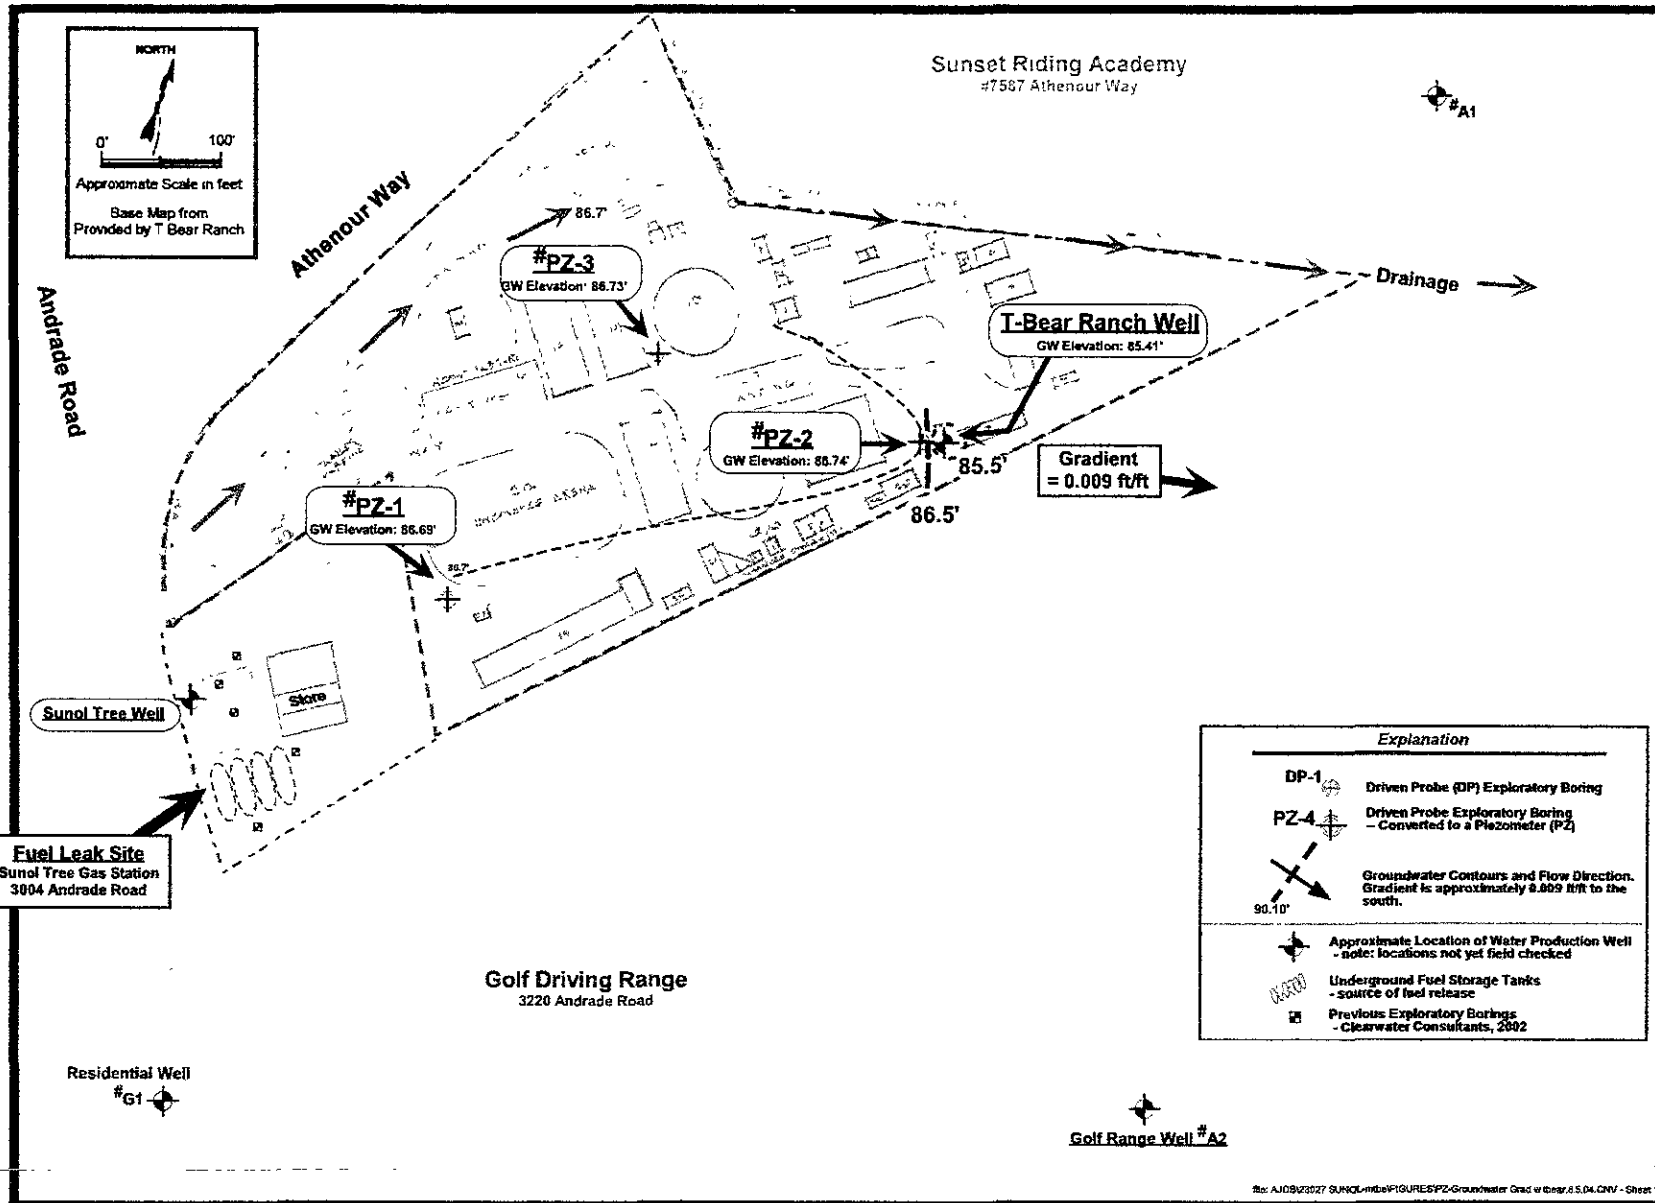 NORTH
0' 100'
Approximate Scale in feet
Base Map from
Provided by T Bear Ranch
Sunset Riding Academy
#7587 Athenour Way
#A1
Athenour Way
Andrade Road
86.7'
#PZ-3
GW Elevation: 86.73'
Drainage
T-Bear Ranch Well
GW Elevation: 85.41'
#PZ-2
GW Elevation: 86.74'
85.5'
86.5'
Gradient
= 0.009 ft/ft
#PZ-1
GW Elevation: 86.69'
86.7'
Store
Sunol Tree Well
Fuel Leak Site
Sunol Tree Gas Station
3004 Andrade Road
Golf Driving Range
3220 Andrade Road
Residential Well
#G1
Golf Range Well #A2
Explanation
DP-1
Driven Probe (DP) Exploratory Boring
PZ-4
Driven Probe Exploratory Boring
– Converted to a Piezometer (PZ)
90.10'
Groundwater Contours and Flow Direction.
Gradient is approximately 0.009 ft/ft to the
south.
Approximate Location of Water Production Well
- note: locations not yet field checked
Underground Fuel Storage Tanks
- source of fuel release
Previous Exploratory Borings
- Clearwater Consultants, 2002